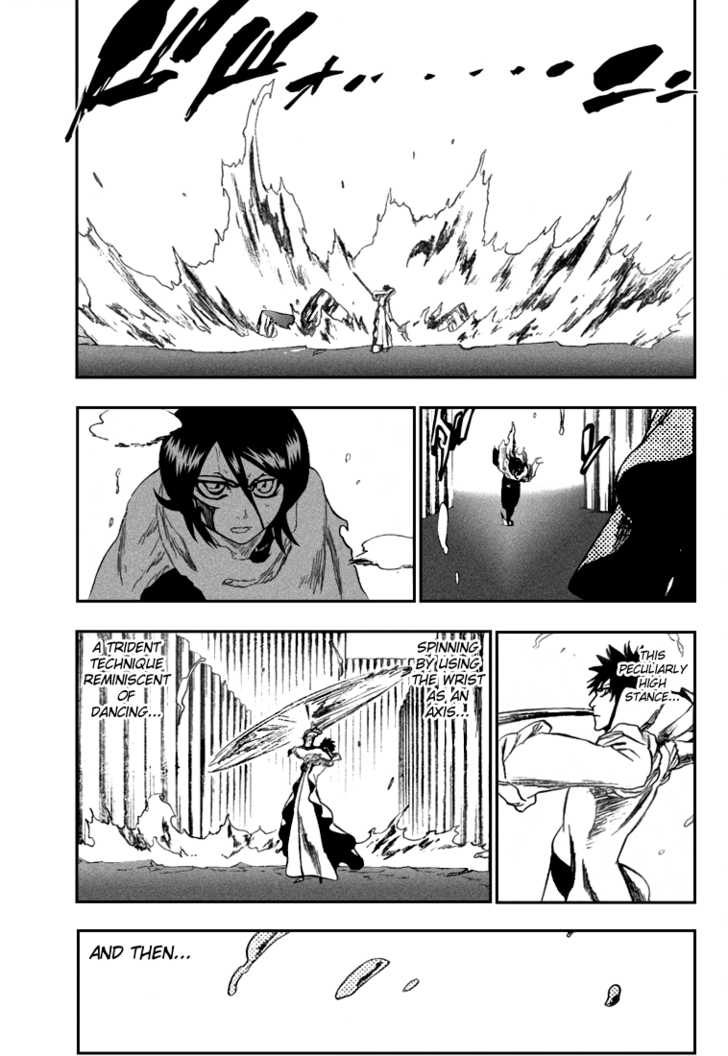 THIS
PECULIARLY
HIGH
STANCE...
SPINNING
BY USING
THE WRIST
AS AN
AXIS...
A TRIDENT
TECHNIQUE
REMINISCENT
OF
DANCING...
AND THEN...